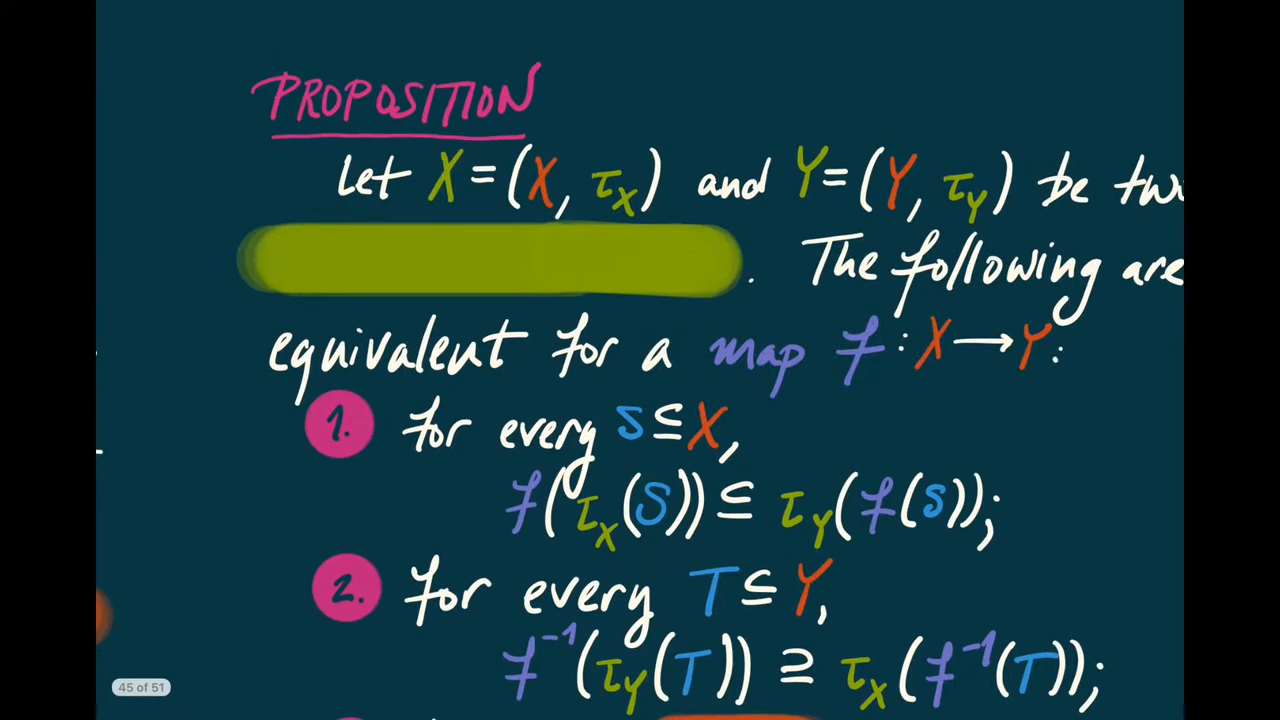 PROPOSITION
Let X = (X, τ_X) and Y = (Y, τ_Y) be two
. The following are
equivalent for a map f : X → Y :
1. For every S ⊆ X,
f(τ_X(S)) ⊆ τ_Y(f(S));
2. For every T ⊆ Y,
f⁻¹(τ_Y(T)) ⊇ τ_X(f⁻¹(T));
45 of 51